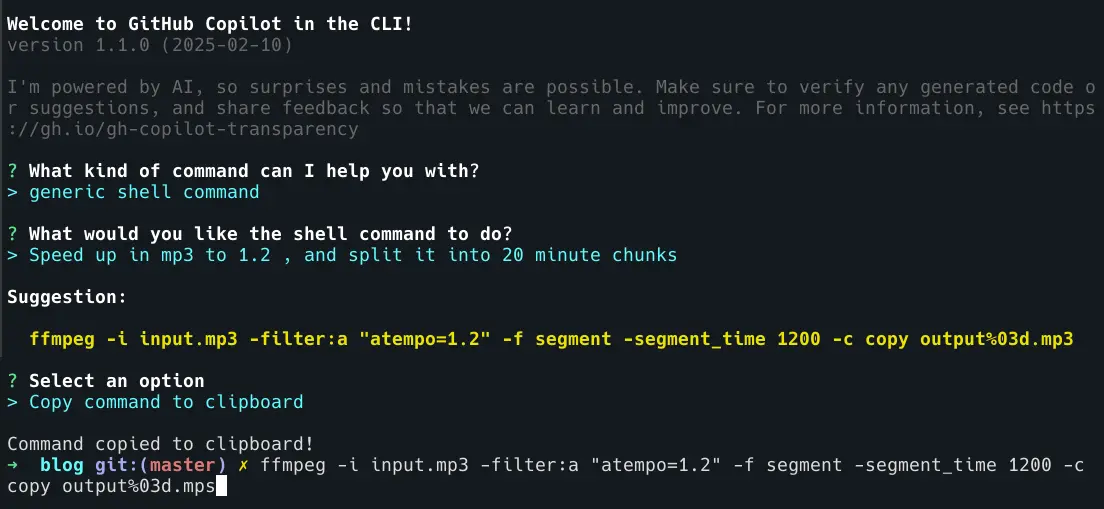 Welcome to GitHub Copilot in the CLI!
version 1.1.0 (2025-02-10)
I'm powered by AI, so surprises and mistakes are possible. Make sure to verify any generated code o
r suggestions, and share feedback so that we can learn and improve. For more information, see https
://gh.io/gh-copilot-transparency
? What kind of command can I help you with?
> generic shell command
? What would you like the shell command to do?
> Speed up in mp3 to 1.2 , and split it into 20 minute chunks
Suggestion:
ffmpeg -i input.mp3 -filter:a "atempo=1.2" -f segment -segment_time 1200 -c copy output%03d.mp3
? Select an option
> Copy command to clipboard
Command copied to clipboard!
→ blog git:(master) ✗ ffmpeg -i input.mp3 -filter:a "atempo=1.2" -f segment -segment_time 1200 -c
copy output%03d.mps